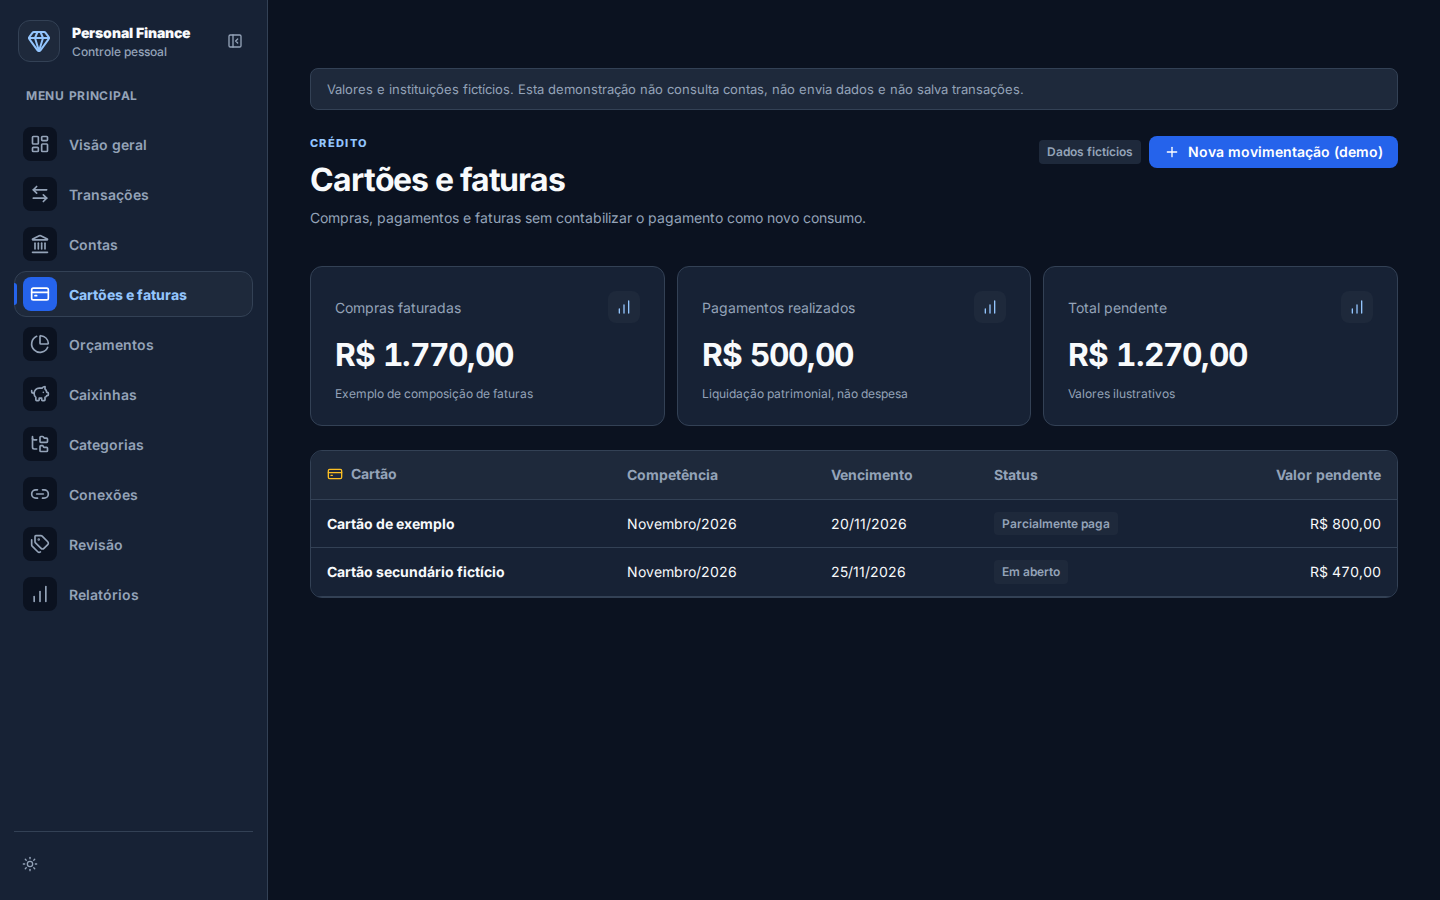 Personal Finance
Controle pessoal
MENU PRINCIPAL
Visão geral
Transações
Contas
Cartões e faturas
Orçamentos
Caixinhas
Categorias
Conexões
Revisão
Relatórios
Valores e instituições fictícios. Esta demonstração não consulta contas, não envia dados e não salva transações.
CRÉDITO
Cartões e faturas
Compras, pagamentos e faturas sem contabilizar o pagamento como novo consumo.
Dados fictícios
Nova movimentação (demo)
Compras faturadas
R$ 1.770,00
Exemplo de composição de faturas
Pagamentos realizados
R$ 500,00
Liquidação patrimonial, não despesa
Total pendente
R$ 1.270,00
Valores ilustrativos
Cartão Competência Vencimento Status Valor pendente
Cartão de exemplo Novembro/2026 20/11/2026 Parcialmente paga R$ 800,00
Cartão secundário fictício Novembro/2026 25/11/2026 Em aberto R$ 470,00